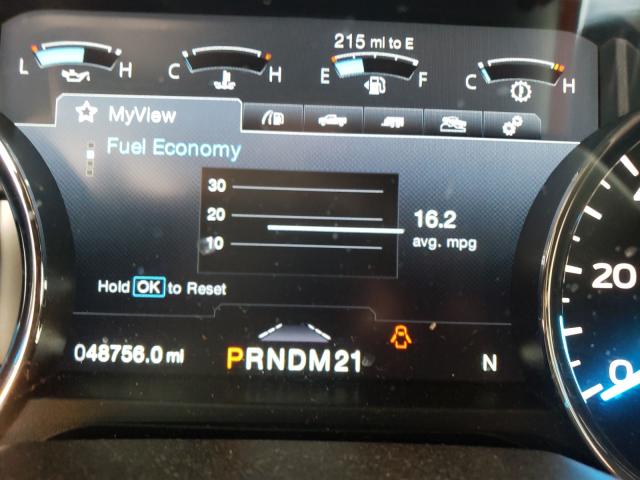 215 mi to E
L H C H E F C H
MyView
Fuel Economy
30
20
10
16.2
avg. mpg
Hold OK to Reset
048756.0 mi
PRNDM21
N
20
0